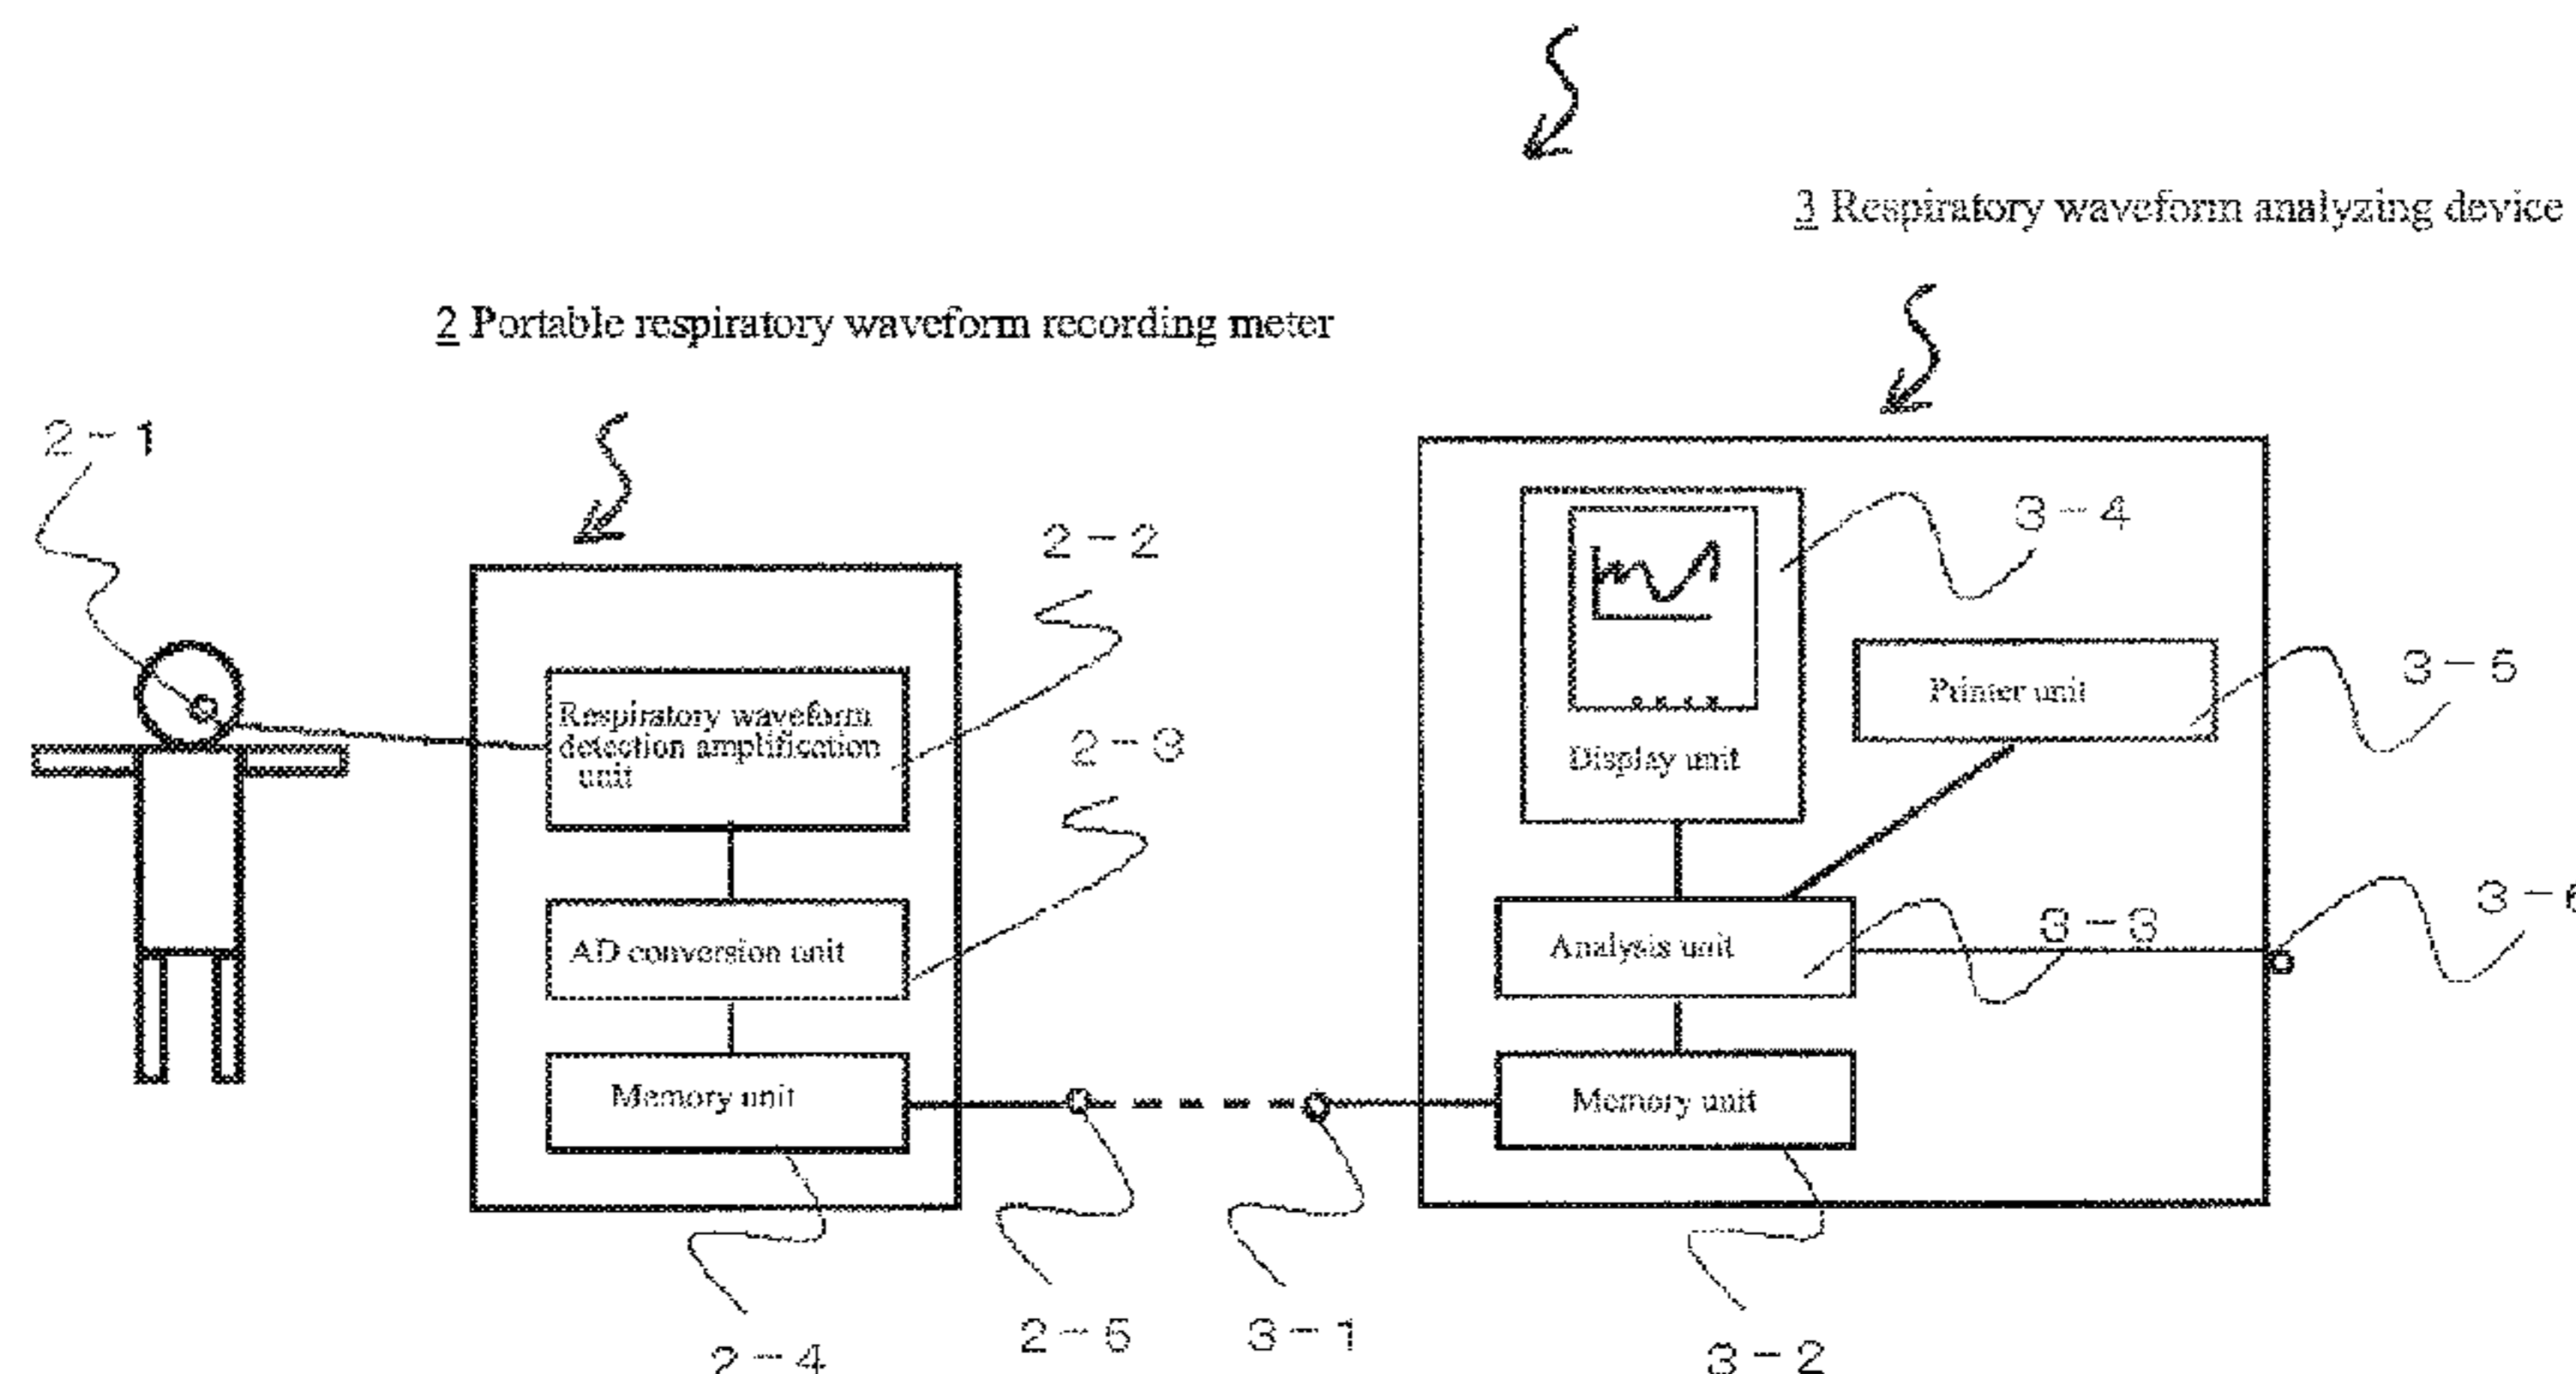 3 Respiratory waveform analyzing device
2 Portable respiratory waveform recording meter
2-1
2-2
3-4
Respiratory waveform
detection amplification
unit
2-3
Display unit
Printer unit
3-5
AD conversion unit
Analysis unit
3-3
3-6
Memory unit
Memory unit
2-4
2-5
3-1
3-2